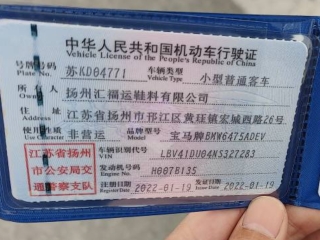 中华人民共和国机动车行驶证
Vehicle License of the People's Republic of China
号牌号码 苏KD04771 车辆类型 小型普通客车
Plate No. Vehicle Type
所有人 扬州汇福运鞋料有限公司
Owner
住址 江苏省扬州市邗江区黄珏镇宏城西路26号
Address
使用性质 非营运 品牌型号 宝马牌BMW6475ADEV
Model
江苏省扬州市公安局交通警察支队
车辆识别代号 LBV41DU04NS327283
VIN
发动机号码 H007B135
Engine No.
注册日期 2022-01-19 发证日期 2022-01-19
Register Date Issue Date